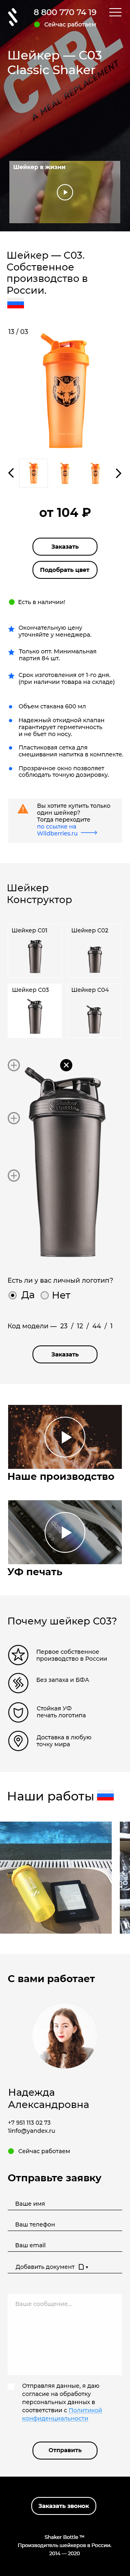 8 800 770 74 19
Сейчас работаем
Шейкер — C03
Classic Shaker
CTRL
A MEAL REPLACEMENT
Шейкер в жизни
Шейкер — C03.
Собственное
производство в
России.
13 / 03
от 104 ₽
Заказать
Подобрать цвет
Есть в наличии!
Окончательную цену
уточняйте у менеджера.
Только опт. Минимальная
партия 84 шт.
Срок изготовления от 1-го дня.
(при наличии товара на складе)
Объем стакана 600 мл
Надежный откидной клапан
гарантирует герметичность
и не бьет по носу.
Пластиковая сетка для
смешивания напитка в комплекте.
Прозрачное окно позволяет
соблюдать точную дозировку.
Вы хотите купить только
один шейкер?
Тогда переходите
по ссылке на
Wildberries.ru
Шейкер
Конструктор
Шейкер C01
Шейкер C02
Шейкер C03
Шейкер C04
Есть ли у вас личный логотип?
Да
Нет
Код модели — 23 / 12 / 44 / 1
Заказать
Наше производство
УФ печать
Почему шейкер C03?
Первое собственное
производство в России
Без запаха и БФА
Стойкая УФ
печать логотипа
Доставка в любую
точку мира
Наши работы
С вами работает
Надежда
Александровна
+7 951 113 02 73
1info@yandex.ru
Сейчас работаем
Отправьте заявку
Ваше имя
Ваш телефон
Ваш email
Добавить документ
Ваше сообщение...
Отправляя данные, я даю
согласие на обработку
персональных данных в
соответствии с Политикой
конфиденциальности
Отправить
Заказать звонок
Shaker Bottle ™
Производитель шейкеров в России.
2014 — 2020